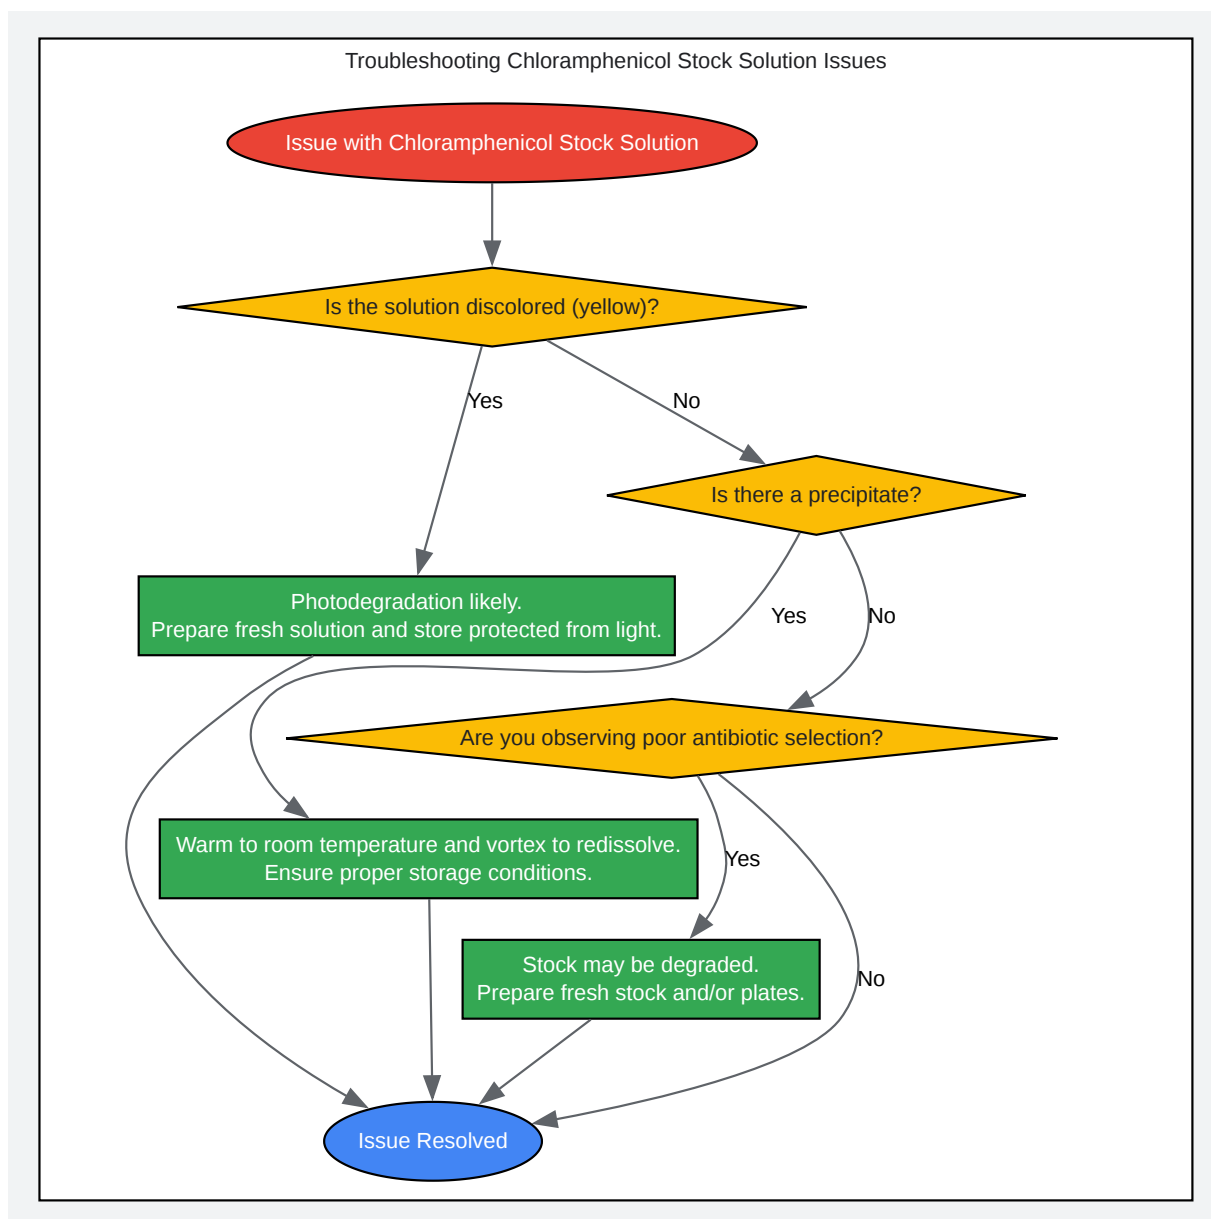 Troubleshooting Chloramphenicol Stock Solution Issues
Issue with Chloramphenicol Stock Solution
Is the solution discolored (yellow)?
Yes
No
Is there a precipitate?
Photodegradation likely.
Prepare fresh solution and store protected from light.
Yes
No
Are you observing poor antibiotic selection?
Warm to room temperature and vortex to redissolve.
Ensure proper storage conditions.
Yes
Stock may be degraded.
Prepare fresh stock and/or plates.
No
Issue Resolved